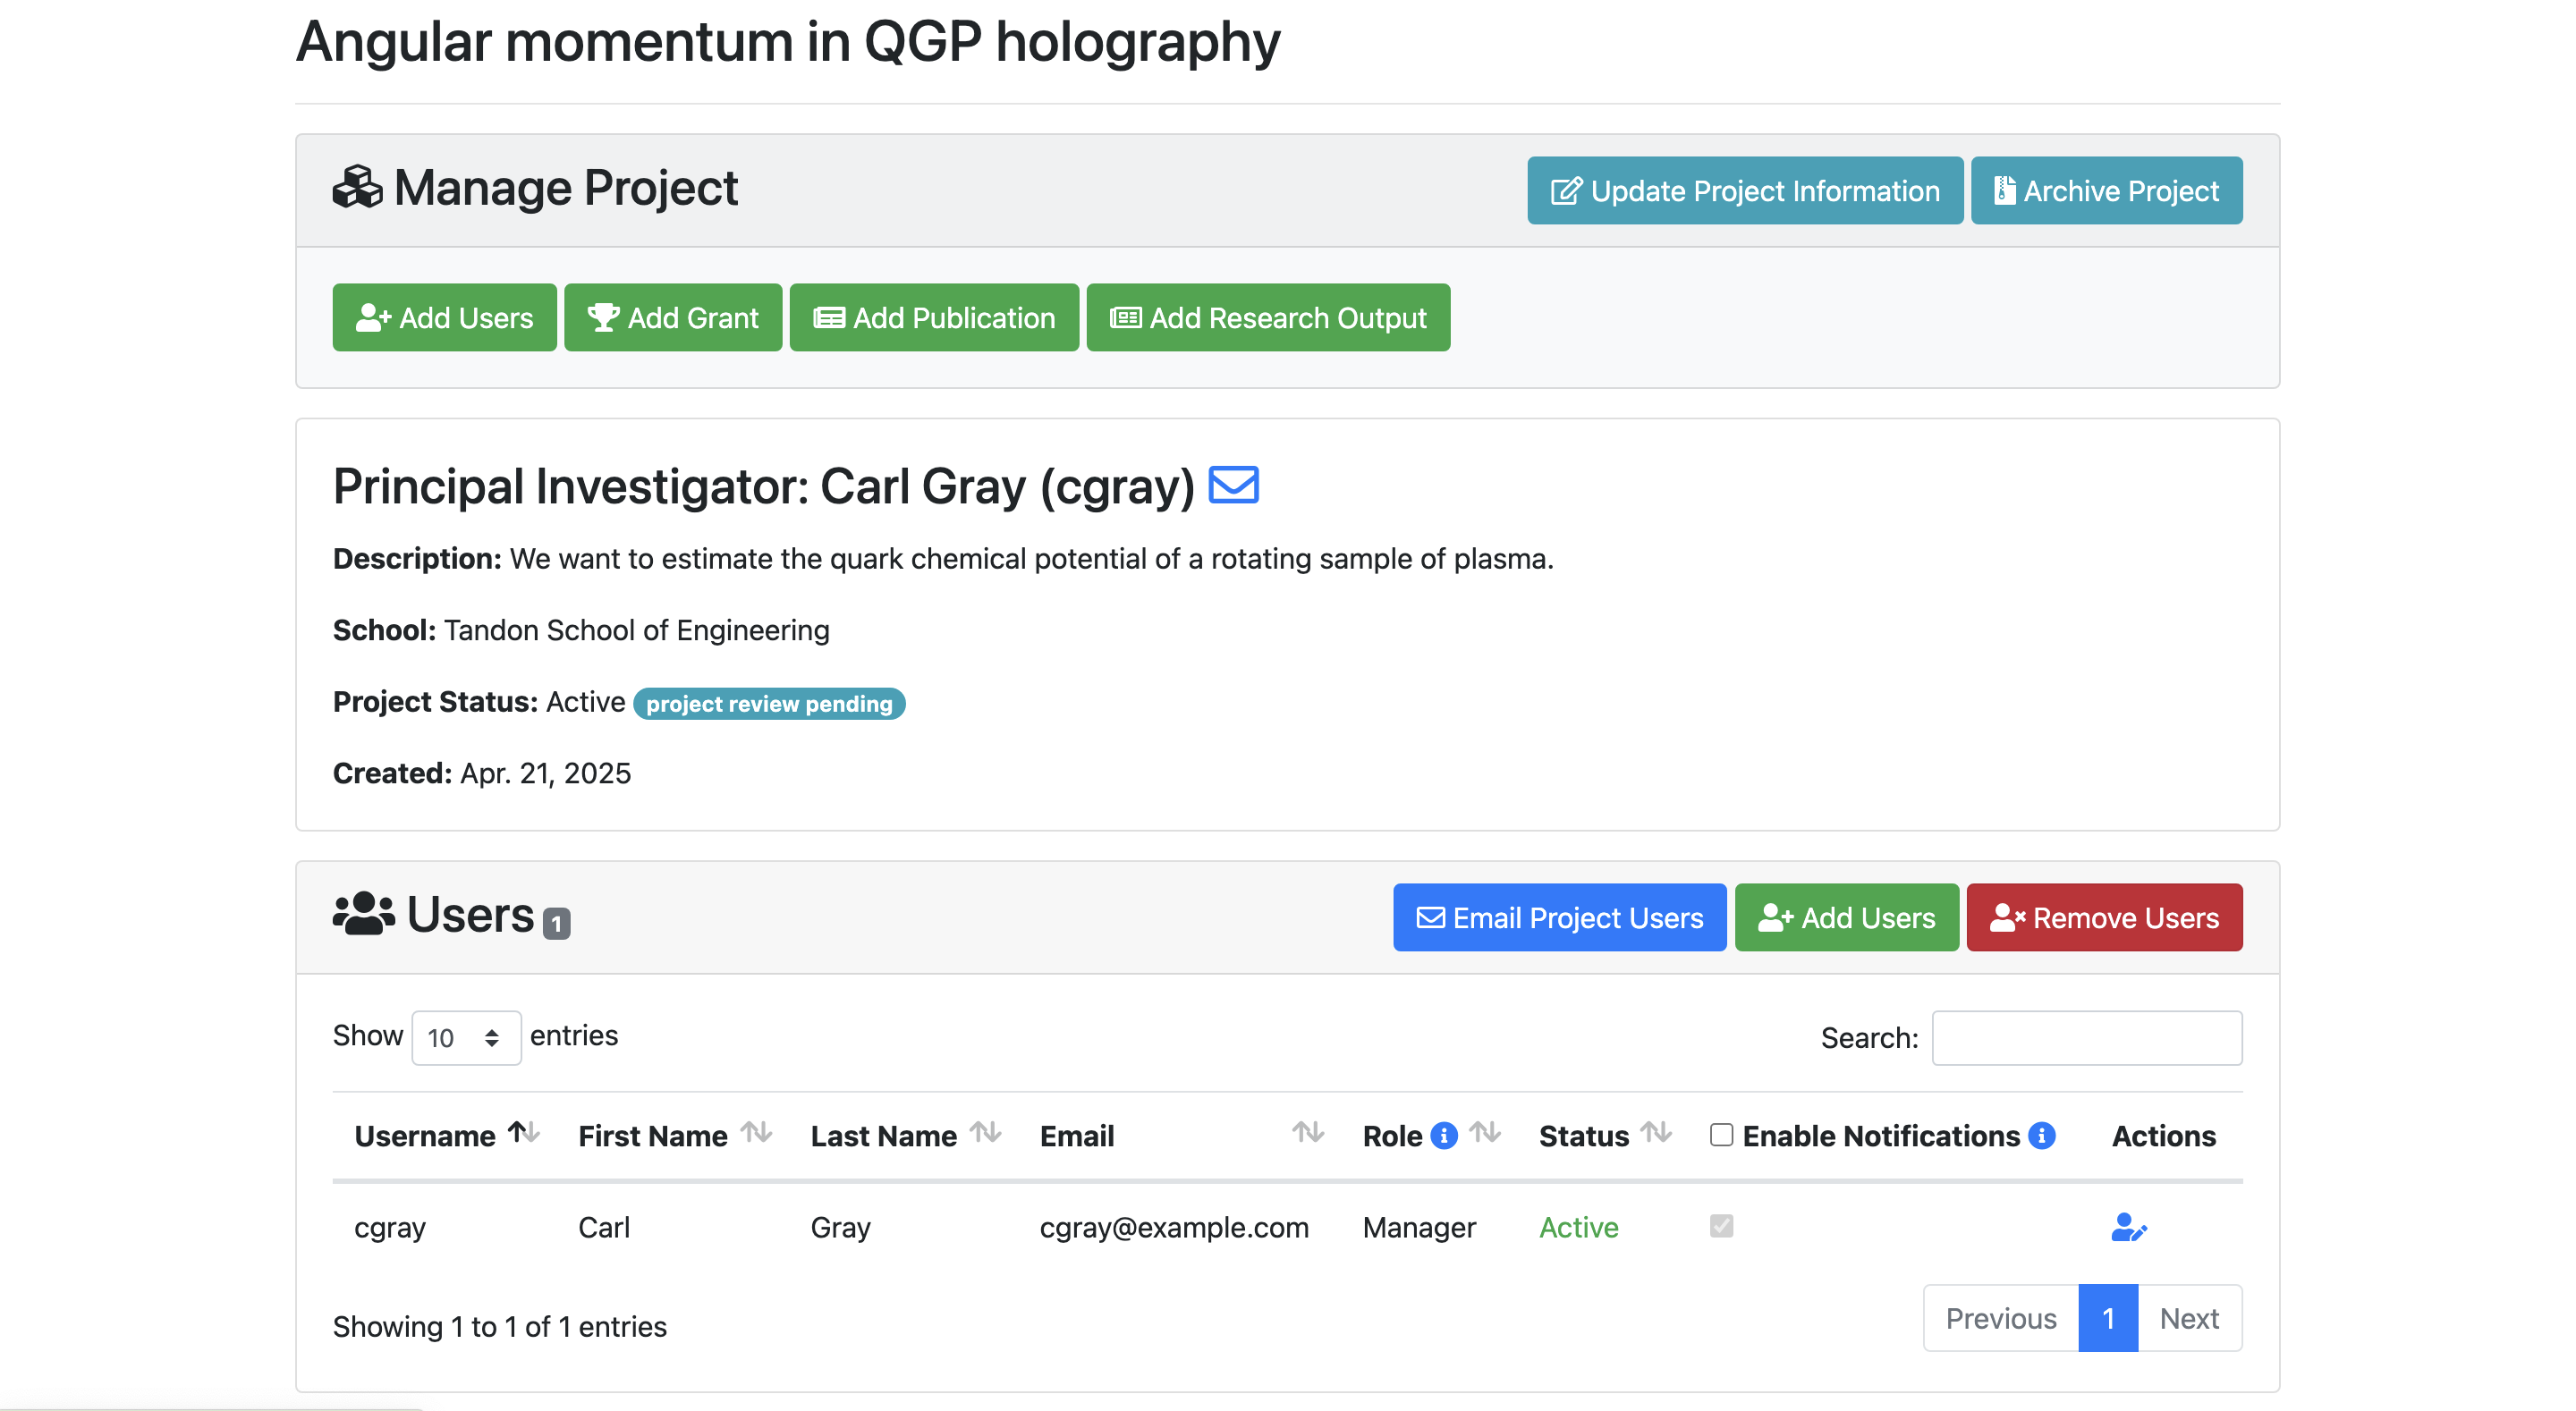 Angular momentum in QGP holography
Manage Project
Update Project Information
Archive Project
Add Users
Add Grant
Add Publication
Add Research Output
Principal Investigator: Carl Gray (cgray)
Description: We want to estimate the quark chemical potential of a rotating sample of plasma.
School: Tandon School of Engineering
Project Status: Active project review pending
Created: Apr. 21, 2025
Users 1
Email Project Users
Add Users
Remove Users
Show 10 entries
Search:
Username First Name Last Name Email Role Status Enable Notifications Actions
cgray Carl Gray cgray@example.com Manager Active
Showing 1 to 1 of 1 entries
Previous 1 Next